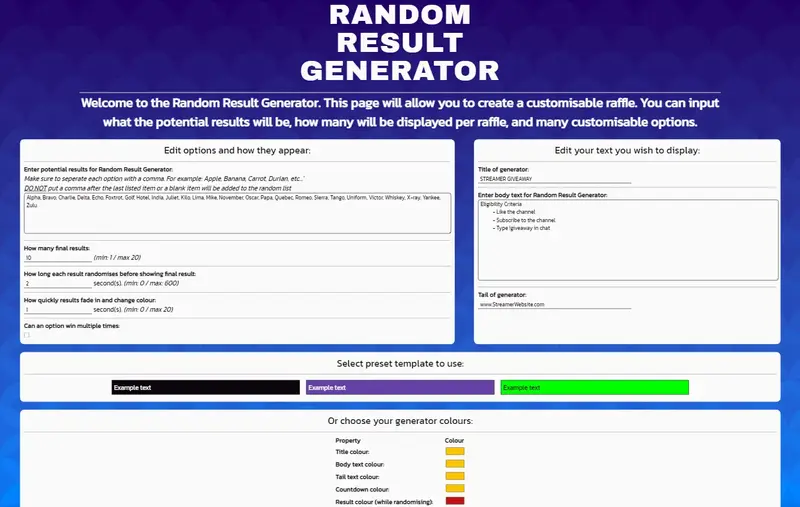 RANDOM
RESULT
GENERATOR
Welcome to the Random Result Generator. This page will allow you to create a customisable raffle. You can input
what the potential results will be, how many will be displayed per raffle, and many customisable options.
Edit options and how they appear:
Enter potential results for Random Result Generator:
Make sure to seperate each option with a comma. For example: Apple, Banana, Carrot, Durian, etc...'
DO NOT put a comma after the last listed item or a blank item will be added to the random list
Alpha, Bravo, Charlie, Delta, Echo, Foxtrot, Golf, Hotel, India, Juliet, Kilo, Lima, Mike, November, Oscar, Papa, Quebec, Romeo, Sierra, Tango, Uniform, Victor, Whiskey, X-ray, Yankee,
Zulu
How many final results:
10 (min: 1 / max 20)
How long each result randomises before showing final result:
2 second(s). (min: 0 / max: 600)
How quickly results fade in and change colour:
1 second(s). (min: 0 / max 20)
Can an option win multiple times:
Edit your text you wish to display:
Title of generator:
STREAMER GIVEAWAY
Enter body text for Random Result Generator:
Eligibility Criteria
- Like the channel
- Subscribe to the channel
- Type !giveaway in chat
Tail of generator:
www.StreamerWebsite.com
Select preset template to use:
Example text
Example text
Example text
Or choose your generator colours:
Property Colour
Title colour:
Body text colour:
Tail text colour:
Countdown colour:
Result colour (while randomising):